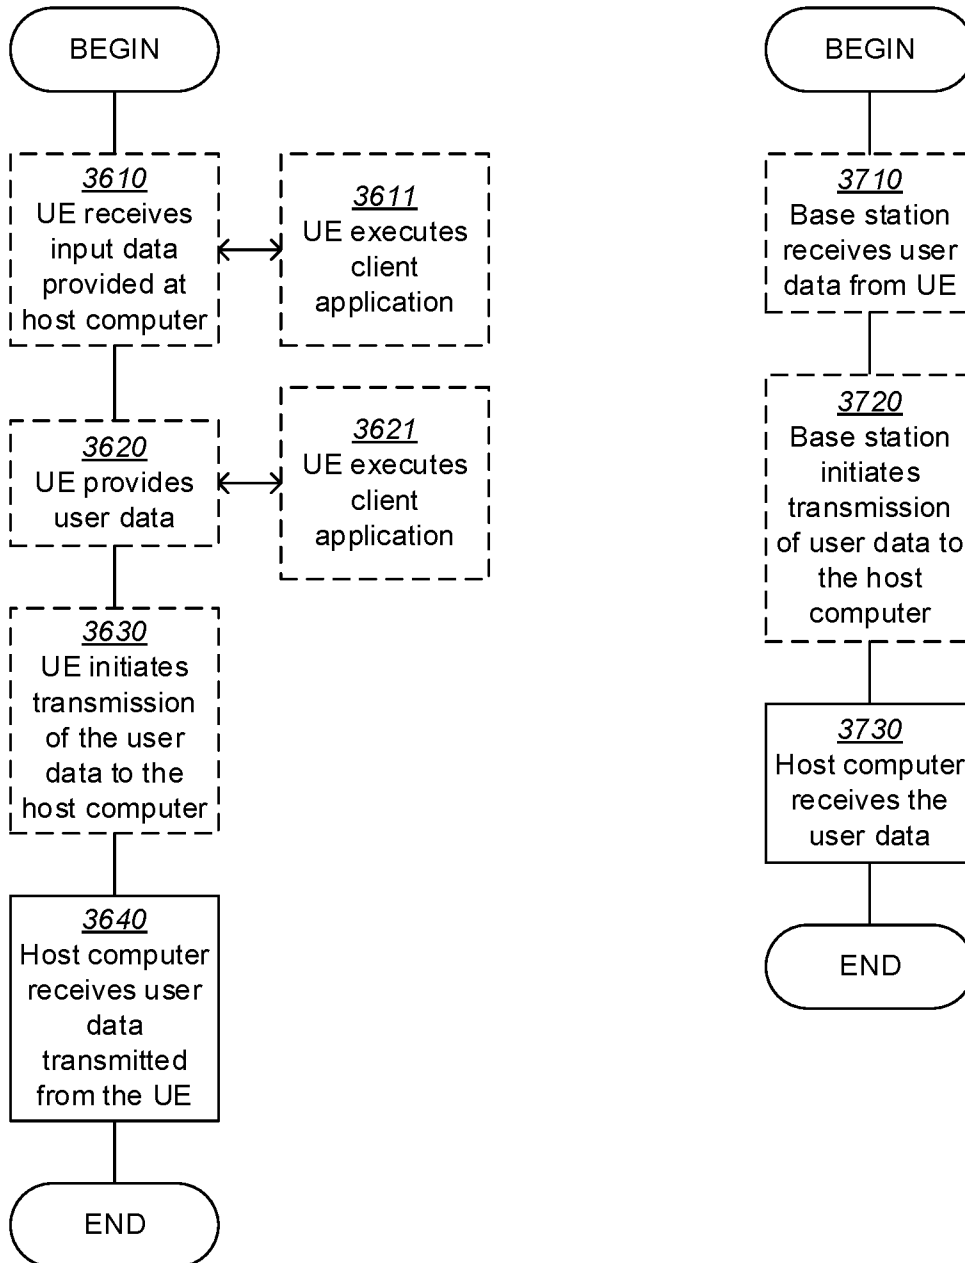 BEGIN
3610
UE receives
input data
provided at
host computer
3611
UE executes
client
application
3620
UE provides
user data
3621
UE executes
client
application
3630
UE initiates
transmission
of the user
data to the
host computer
3640
Host computer
receives user
data
transmitted
from the UE
END
BEGIN
3710
Base station
receives user
data from UE
3720
Base station
initiates
transmission
of user data to
the host
computer
3730
Host computer
receives the
user data
END